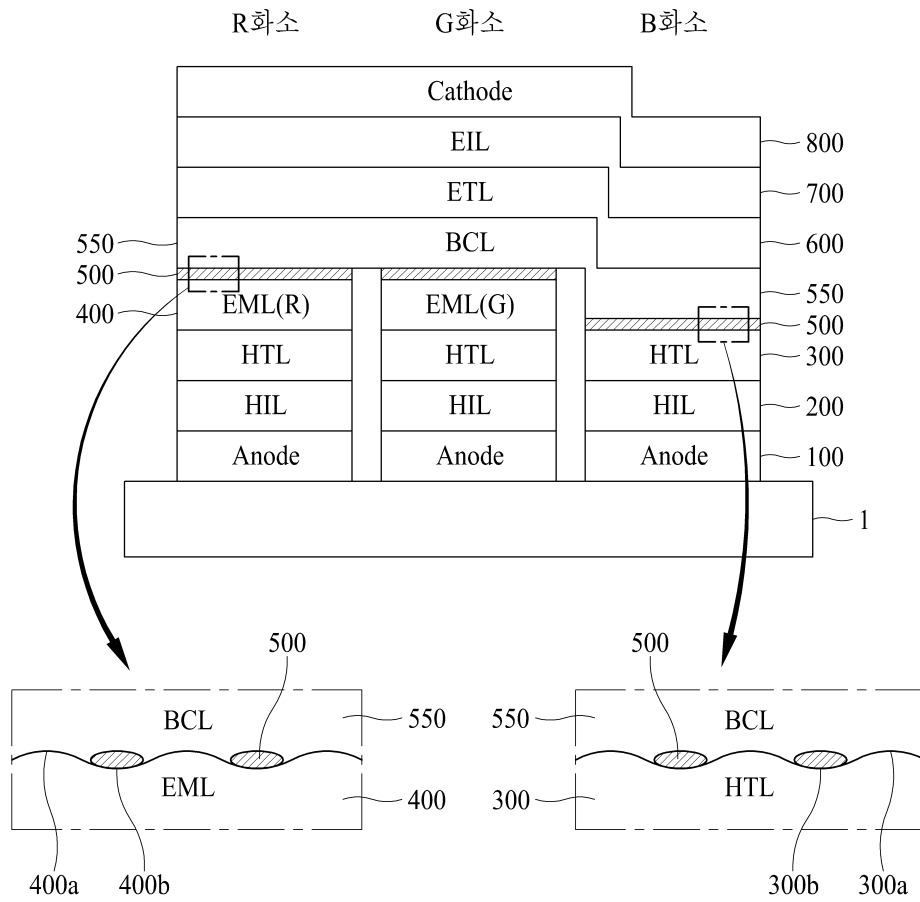 R화소 G화소 B화소
Cathode
EIL 800
ETL 700
550 BCL 600
500
400 EML(R) EML(G) 550
500
HTL HTL HTL 300
HIL HIL HIL 200
Anode Anode Anode 100
1
500 500
BCL 550 550 BCL
EML 400 300 HTL
400a 400b 300b 300a